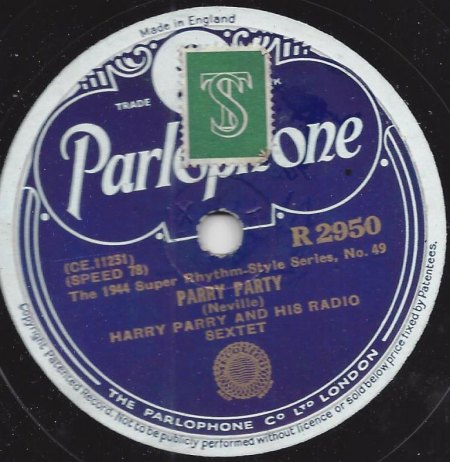 Made in England
TRADE
TS
Parlophone
R 2950
(CE.11231)
(SPEED 78)
The 1944 Super Rhythm-Style Series, No. 49
PARRY PARTY
(Neville)
HARRY PARRY AND HIS RADIO
SEXTET
THE PARLOPHONE CO LTD LONDON
Copyright, Patented Record. Not to be publicly performed without licence or sold below price fixed by Patentees.